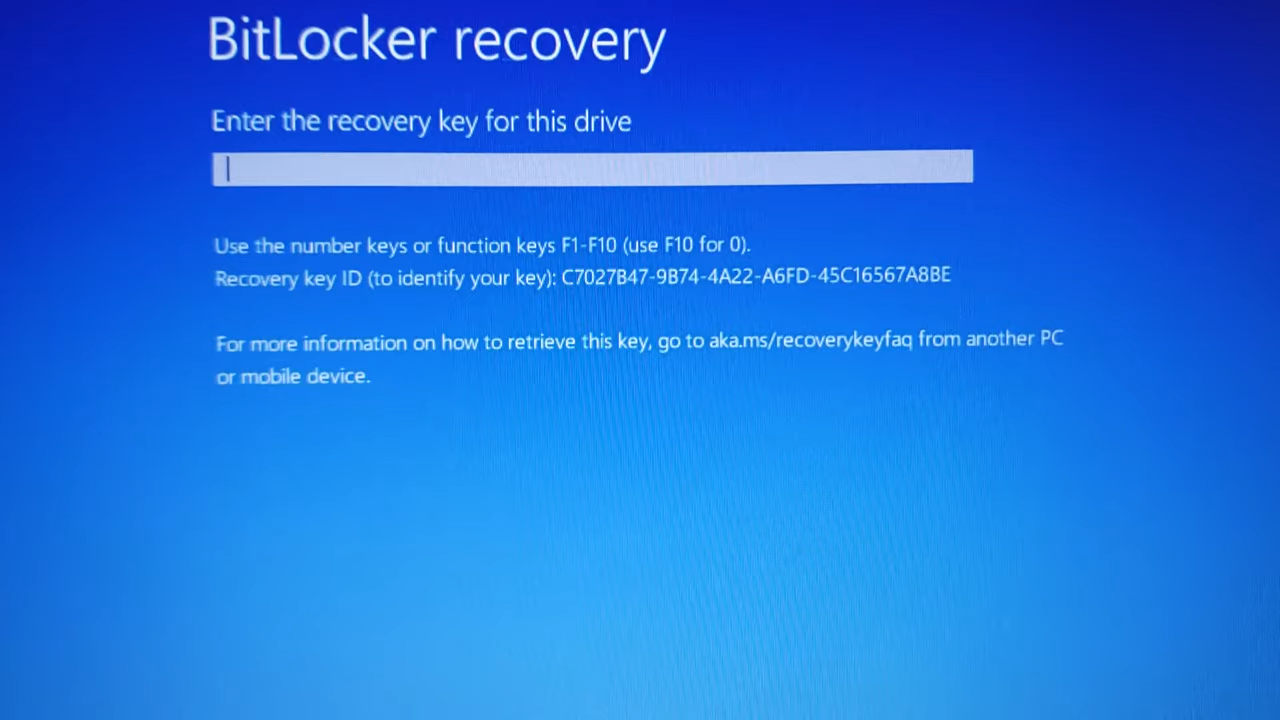 BitLocker recovery
Enter the recovery key for this drive
Use the number keys or function keys F1-F10 (use F10 for 0).
Recovery key ID (to identify your key): C7027B47-9B74-4A22-A6FD-45C16567A8BE
For more information on how to retrieve this key, go to aka.ms/recoverykeyfaq from another PC
or mobile device.